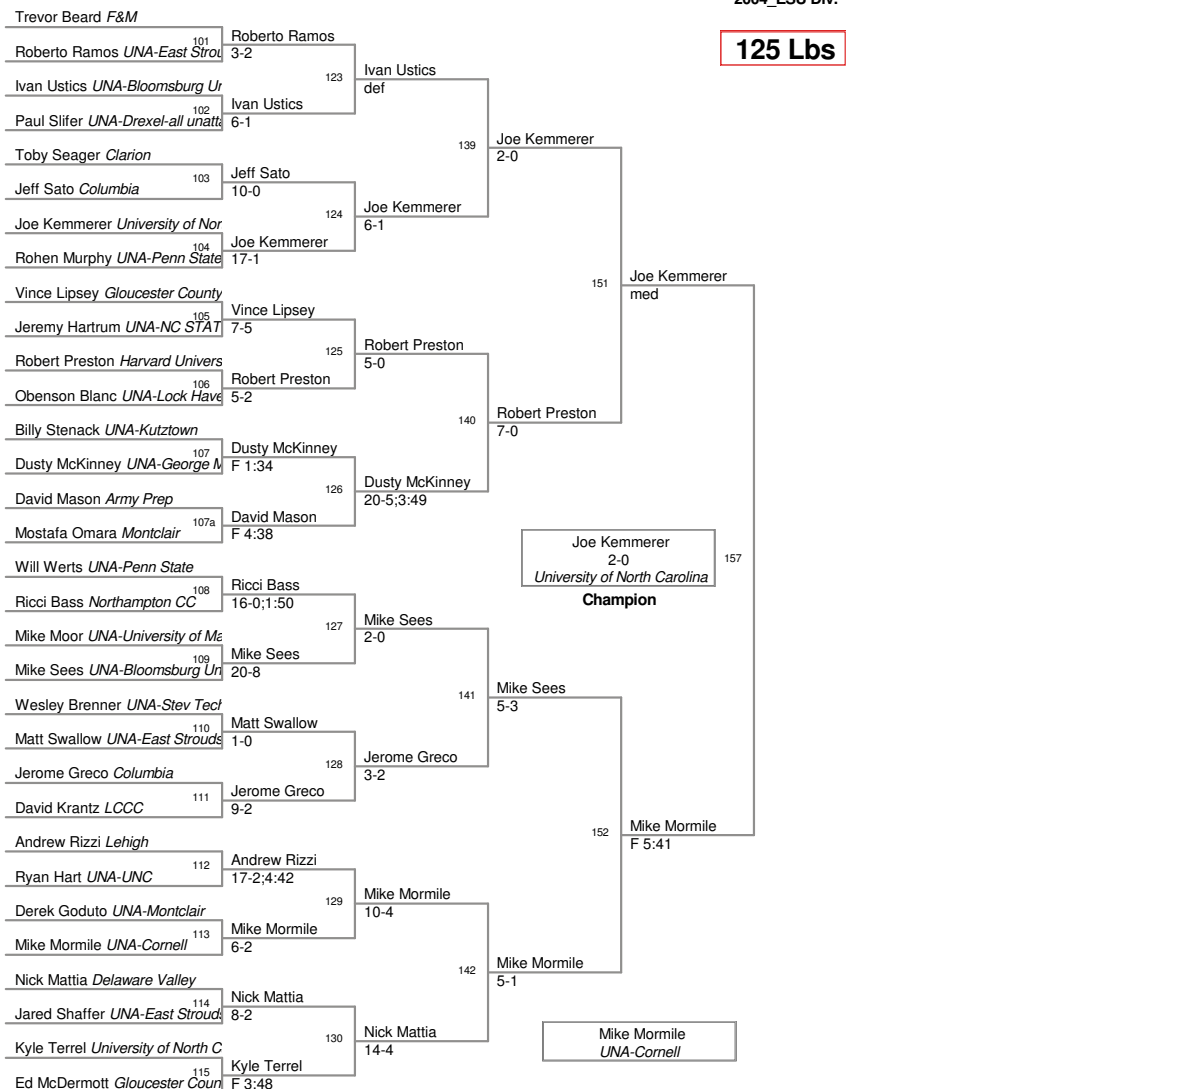 2004_ESU Div.
125 Lbs
Trevor Beard F&M
101
Roberto Ramos UNA-East Strou
Roberto Ramos
3-2
123
Ivan Ustics UNA-Bloomsburg Un
102
Paul Slifer UNA-Drexel-all unatta
Ivan Ustics
6-1
Ivan Ustics
def
139
Toby Seager Clarion
103
Jeff Sato Columbia
Jeff Sato
10-0
124
Joe Kemmerer University of Nor
104
Rohen Murphy UNA-Penn State
Joe Kemmerer
17-1
Joe Kemmerer
6-1
Joe Kemmerer
2-0
151
Vince Lipsey Gloucester County
105
Jeremy Hartrum UNA-NC STAT
Vince Lipsey
7-5
125
Robert Preston Harvard Univers
106
Obenson Blanc UNA-Lock Have
Robert Preston
5-2
Robert Preston
5-0
140
Billy Stenack UNA-Kutztown
107
Dusty McKinney UNA-George M
Dusty McKinney
F 1:34
126
David Mason Army Prep
107a
Mostafa Omara Montclair
David Mason
F 4:38
Dusty McKinney
20-5;3:49
Robert Preston
7-0
Joe Kemmerer
med
157
Joe Kemmerer
2-0
University of North Carolina
Champion
Will Werts UNA-Penn State
108
Ricci Bass Northampton CC
Ricci Bass
16-0;1:50
127
Mike Moor UNA-University of Ma
109
Mike Sees UNA-Bloomsburg Un
Mike Sees
20-8
Mike Sees
2-0
141
Wesley Brenner UNA-Stev Tech
110
Matt Swallow UNA-East Strouds
Matt Swallow
1-0
128
Jerome Greco Columbia
111
David Krantz LCCC
Jerome Greco
9-2
Jerome Greco
3-2
Mike Sees
5-3
152
Andrew Rizzi Lehigh
112
Ryan Hart UNA-UNC
Andrew Rizzi
17-2;4:42
129
Derek Goduto UNA-Montclair
113
Mike Mormile UNA-Cornell
Mike Mormile
6-2
Mike Mormile
10-4
142
Nick Mattia Delaware Valley
114
Jared Shaffer UNA-East Strouds
Nick Mattia
8-2
130
Kyle Terrel University of North C
115
Ed McDermott Gloucester Coun
Kyle Terrel
F 3:48
Nick Mattia
14-4
Mike Mormile
5-1
Mike Mormile
F 5:41
Mike Mormile
UNA-Cornell